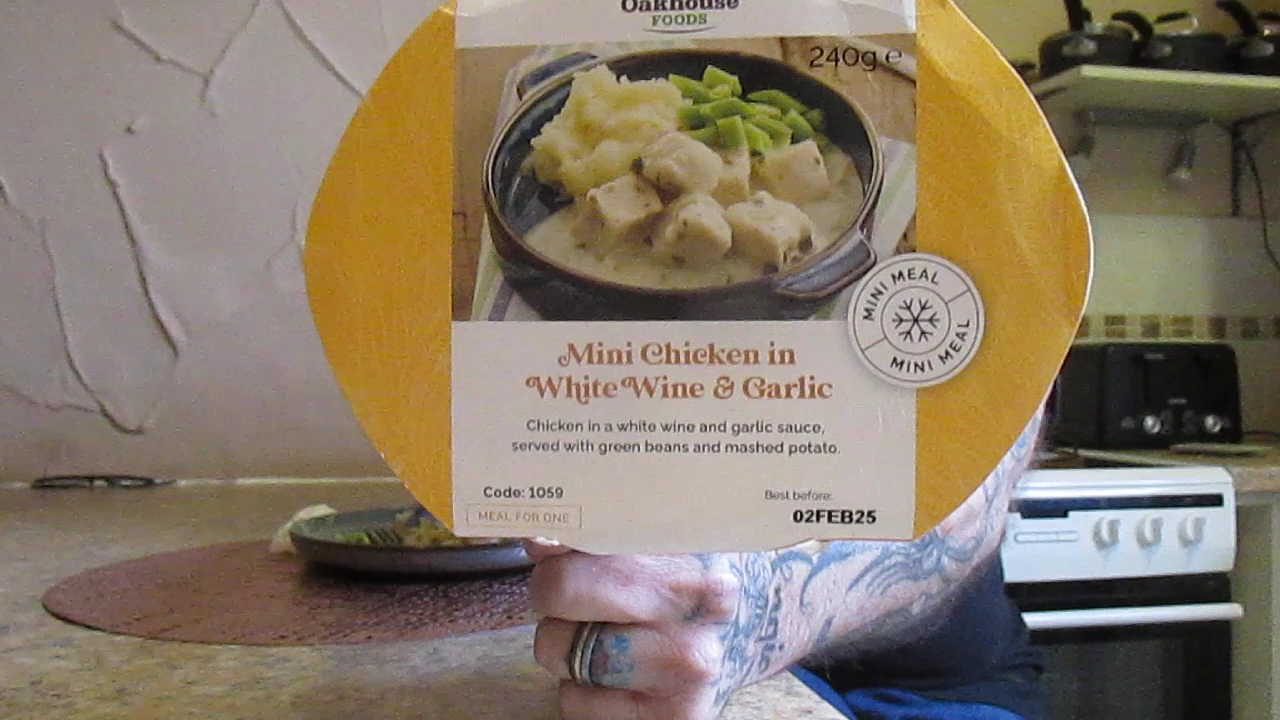 Oakhouse
FOODS
240g e
MINI MEAL
MINI MEAL
Mini Chicken in
White Wine & Garlic
Chicken in a white wine and garlic sauce,
served with green beans and mashed potato.
Code: 1059
Best before:
MEAL FOR ONE
02FEB25